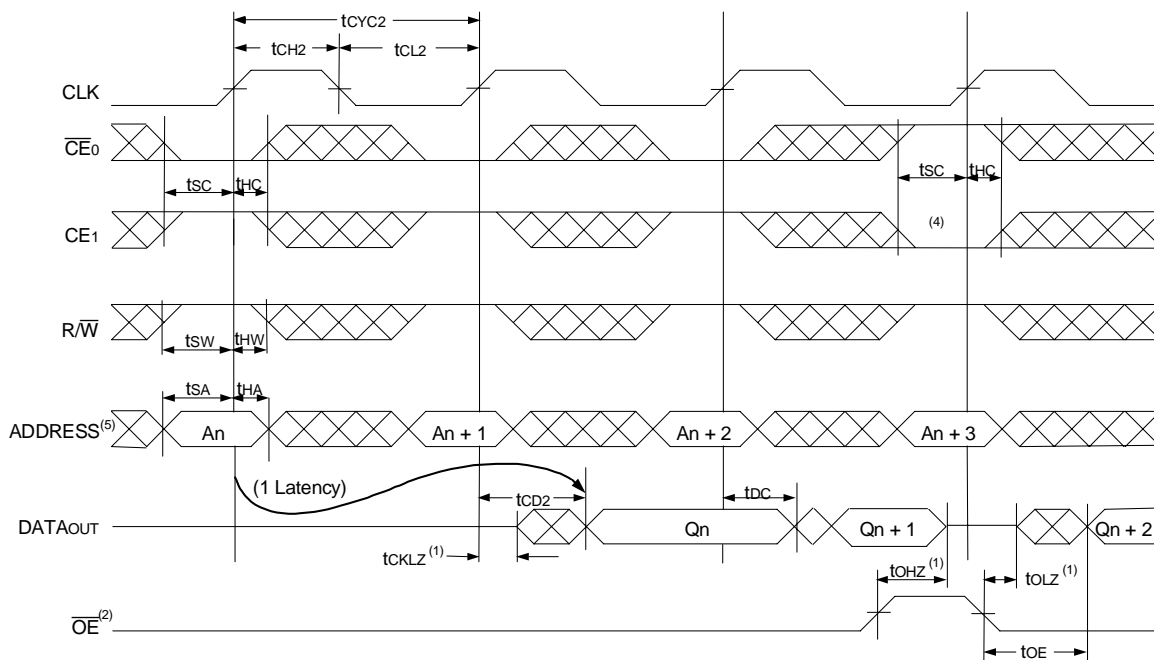 tCYC2
tCH2 tCL2
CLK
CE0
tSC tHC tSC tHC
CE1 (4)
R/W
tSW tHW
tSA tHA
ADDRESS(5) An An + 1 An + 2 An + 3
(1 Latency) tCD2 tDC
DATAOUT Qn Qn + 1 Qn + 2
tCKLZ(1) tOHZ(1) tOLZ(1)
OE(2)
tOE